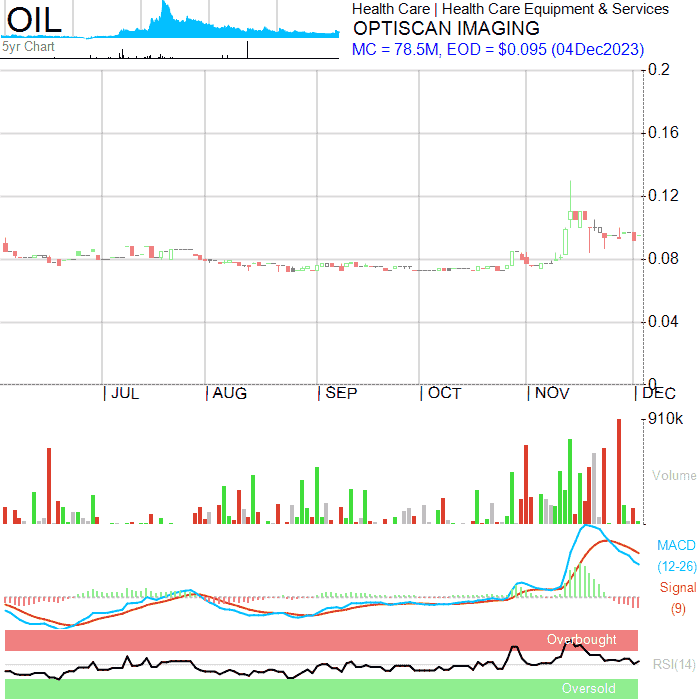 OIL
Health Care | Health Care Equipment & Services
OPTISCAN IMAGING
5yr Chart
MC = 78.5M, EOD = $0.095 (04Dec2023)
0.2
0.16
0.12
0.08
0.04
0
| JUL | AUG | SEP | OCT | NOV | DEC
910k
Volume
MACD
(12-26)
Signal
(9)
Overbought
RSI(14)
Oversold